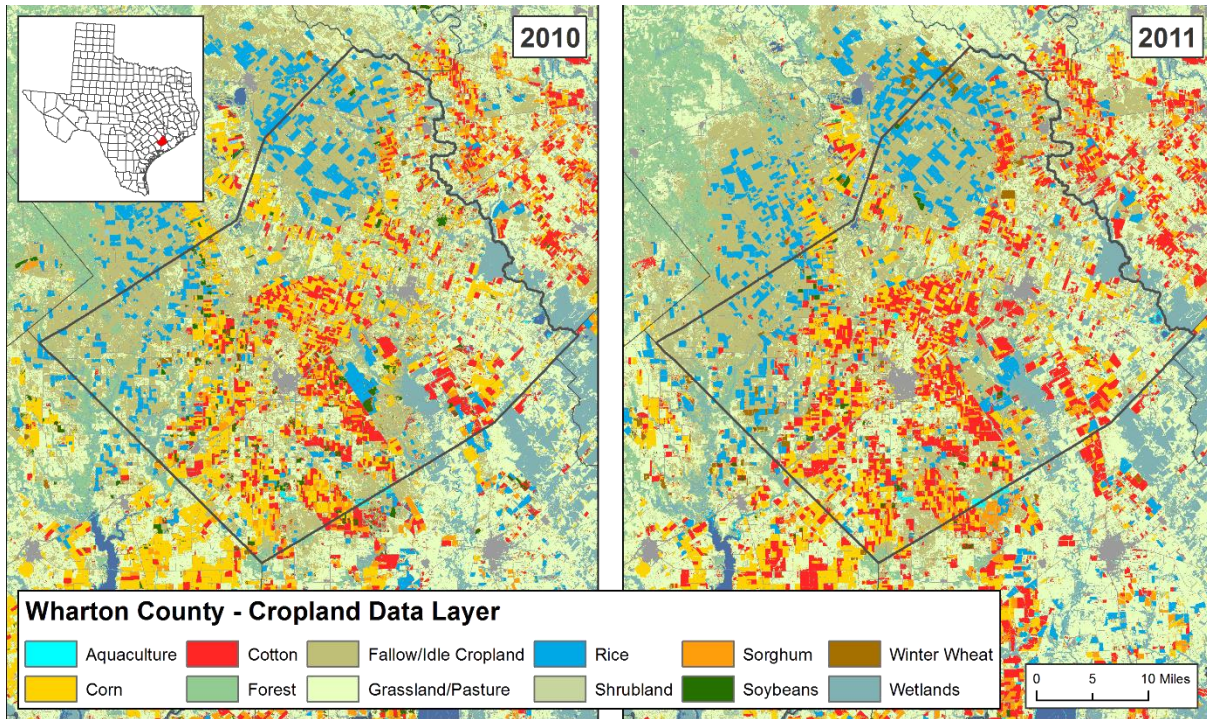 2010
2011
Wharton County - Cropland Data Layer
Aquaculture Cotton Fallow/Idle Cropland Rice Sorghum Winter Wheat
Corn Forest Grassland/Pasture Shrubland Soybeans Wetlands
0 5 10 Miles